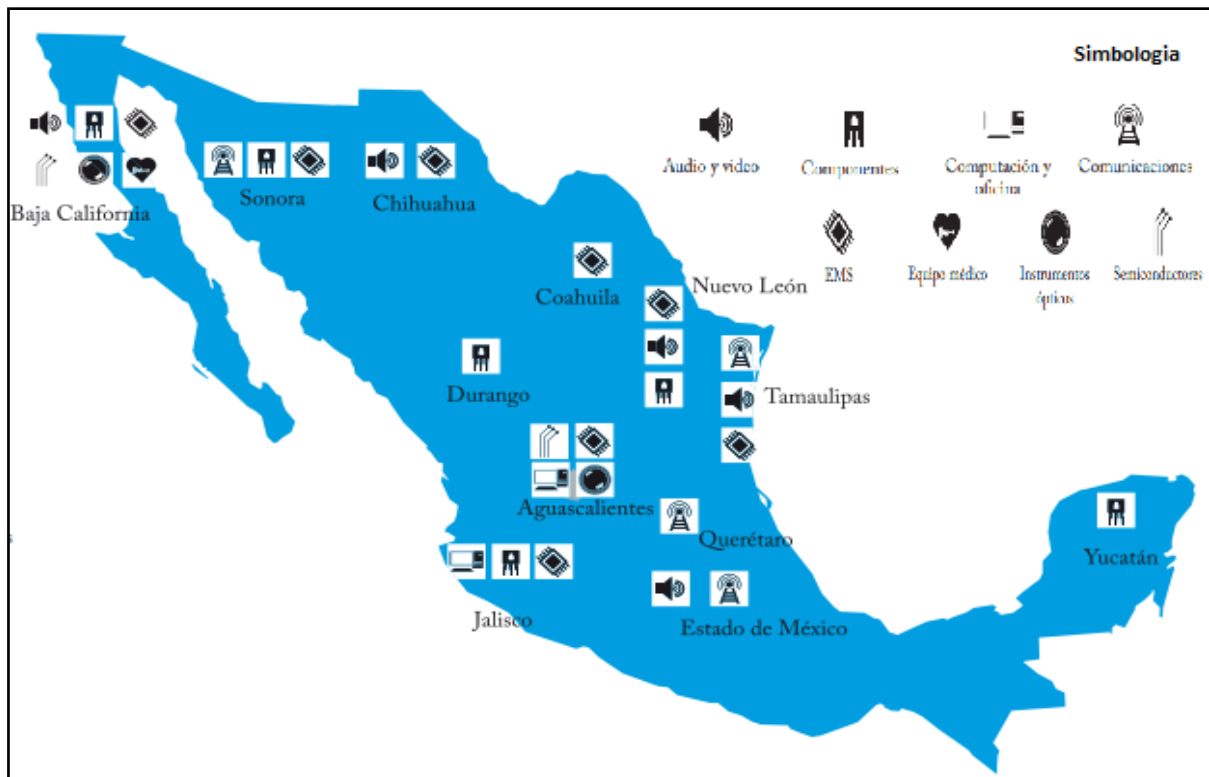 Simbologia
Audio y video
Componentes
Computación y
oficina
Comunicaciones
EMS
Equipo médico
Instrumentos
ópticos
Semiconductores
Baja California
Sonora
Chihuahua
Coahuila
Nuevo León
Durango
Tamaulipas
Aguascalientes
Querétaro
Yucatán
Jalisco
Estado de México
s